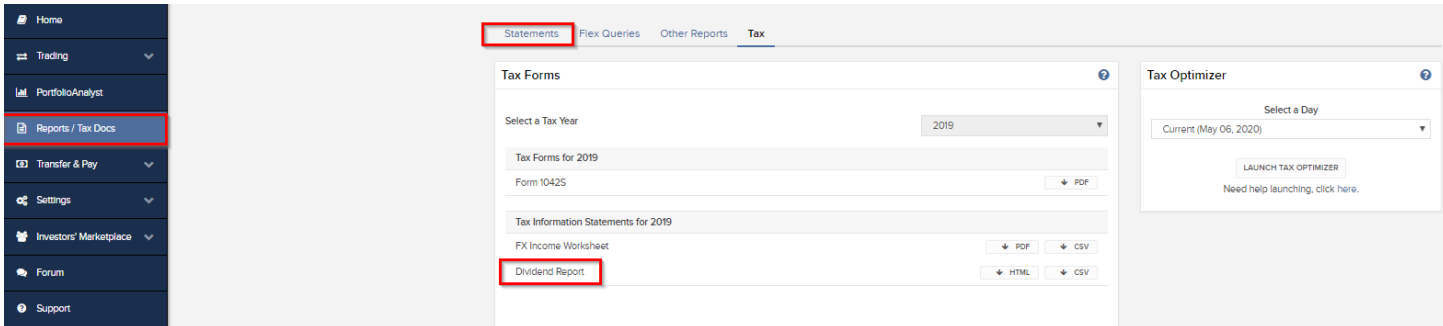 Home
Trading
PortfolioAnalyst
Reports / Tax Docs
Transfer & Pay
Settings
Investors' Marketplace
Forum
Support
Statements Flex Queries Other Reports Tax
Tax Forms
Select a Tax Year 2019
Tax Forms for 2019
Form 1042S PDF
Tax Information Statements for 2019
FX Income Worksheet PDF CSV
Dividend Report HTML CSV
Tax Optimizer
Select a Day
Current (May 06, 2020)
LAUNCH TAX OPTIMIZER
Need help launching, click here.